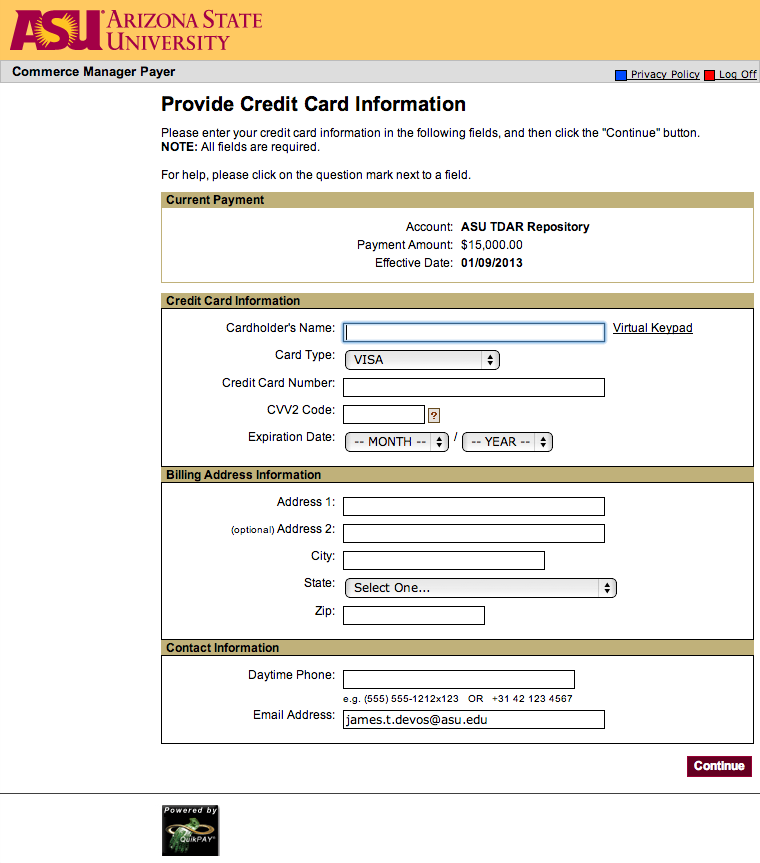 ASU ARIZONA STATE
UNIVERSITY
Commerce Manager Payer
Privacy Policy Log Off
Provide Credit Card Information
Please enter your credit card information in the following fields, and then click the "Continue" button.
NOTE: All fields are required.
For help, please click on the question mark next to a field.
Current Payment
Account: ASU TDAR Repository
Payment Amount: $15,000.00
Effective Date: 01/09/2013
Credit Card Information
Cardholder's Name: Virtual Keypad
Card Type: VISA
Credit Card Number:
CVV2 Code: ?
Expiration Date: -- MONTH -- / -- YEAR --
Billing Address Information
Address 1:
(optional) Address 2:
City:
State: Select One...
Zip:
Contact Information
Daytime Phone:
e.g. (555) 555-1212x123 OR +31 42 123 4567
Email Address: james.t.devos@asu.edu
Continue
Powered by
QuikPAY®